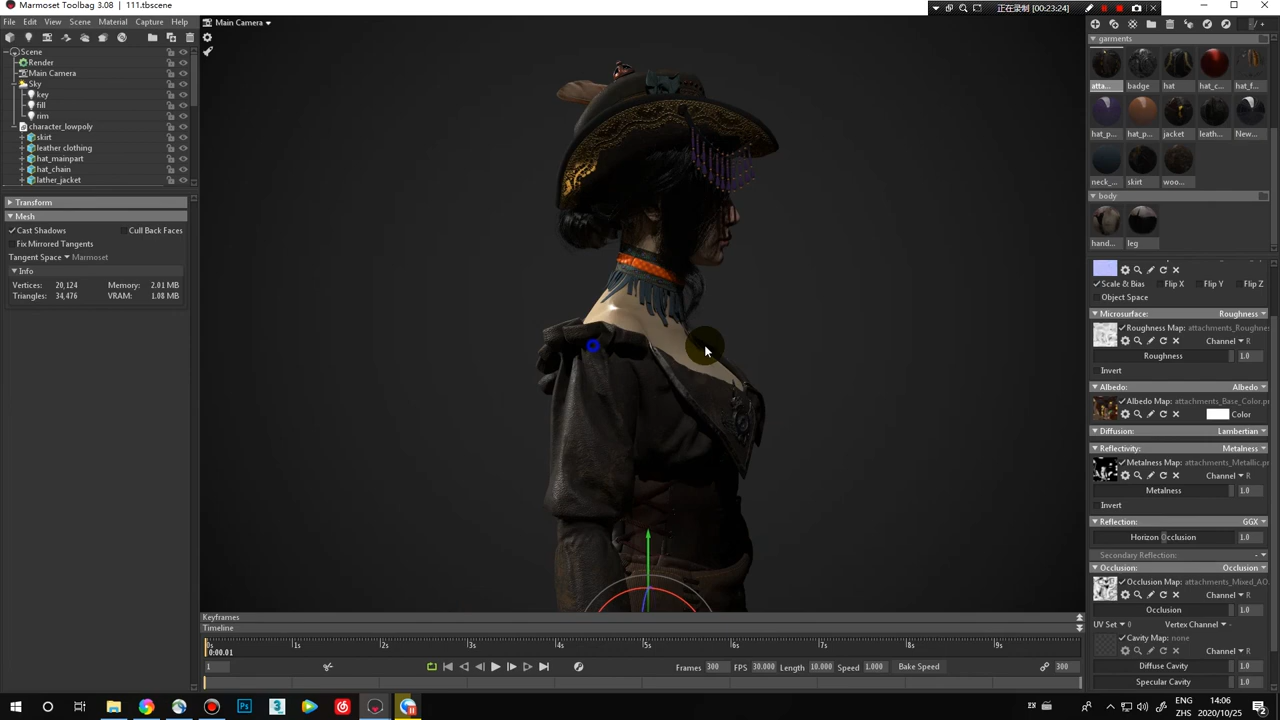 Marmoset Toolbag 3.08 | 111.tbscene
正在录制 [00:23:24]
File Edit View Scene Material Capture Help
Main Camera
Scene
Render
Main Camera
Sky
key
fill
rim
character_lowpoly
skirt
leather clothing
hat_mainpart
hat_chain
lather_jacket
Transform
Mesh
Cast Shadows Cull Back Faces
Fix Mirrored Tangents
Tangent Space Marmoset
Info
Vertices: 20,124 Memory: 2.01 MB
Triangles: 34,476 VRAM: 1.08 MB
garments
atta... badge hat hat_c... hat_f...
hat_p... hat_p... jacket leath... New...
neck_... skirt woo...
body
hand... leg
Scale & Bias Flip X Flip Y Flip Z
Object Space
Microsurface: Roughness
Roughness Map: attachments_Roughnes
Channel R
Roughness 1.0
Invert
Albedo: Albedo
Albedo Map: attachments_Base_Color.pr
Color
Diffusion: Lambertian
Reflectivity: Metalness
Metalness Map: attachments_Metallic.pr
Channel R
Metalness 1.0
Invert
Reflection: GGX
Horizon Occlusion 1.0
Secondary Reflection: -
Occlusion: Occlusion
Occlusion Map: attachments_Mixed_AO.
Channel R
Occlusion 1.0
UV Set 0 Vertex Channel -
Cavity Map: none
Channel R
Diffuse Cavity 1.0
Specular Cavity 1.0
Keyframes
Timeline
0s 1s 2s 3s 4s 5s 6s 7s 8s 9s
0:00.01
1 Frames 300 FPS 30.000 Length 10.000 Speed 1.000 Bake Speed 300
ENG
ZHS
14:06
2020/10/25
2